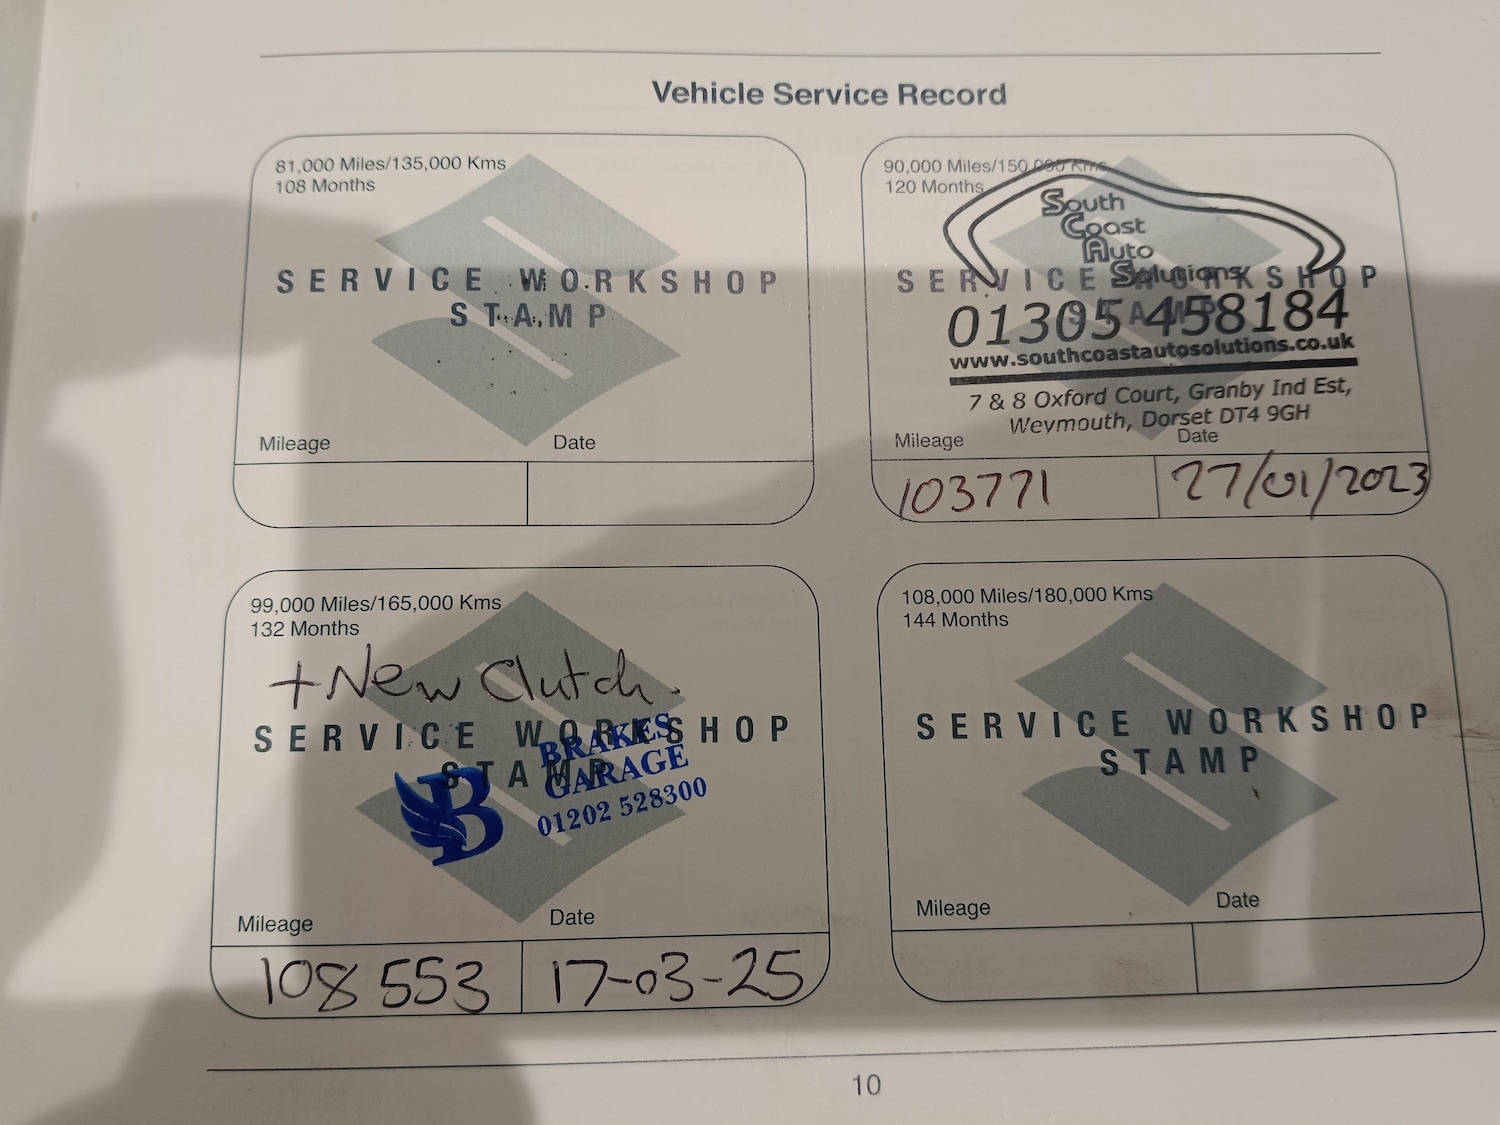 Vehicle Service Record
81,000 Miles/135,000 Kms
108 Months
SERVICE WORKSHOP
STAMP
Mileage
Date
90,000 Miles/150,000 Kms
120 Months
South
Coast
Auto
Solutions
SERVICE WORKSHOP
STAMP
01305 458184
www.southcoastautosolutions.co.uk
7 & 8 Oxford Court, Granby Ind Est,
Weymouth, Dorset DT4 9GH
Mileage
Date
103771
27/01/2023
99,000 Miles/165,000 Kms
132 Months
+New Clutch.
SERVICE WORKSHOP
STAMP
B
BRAKES
GARAGE
01202 528300
Mileage
Date
108 553
17-03-25
108,000 Miles/180,000 Kms
144 Months
SERVICE WORKSHOP
STAMP
Mileage
Date
10